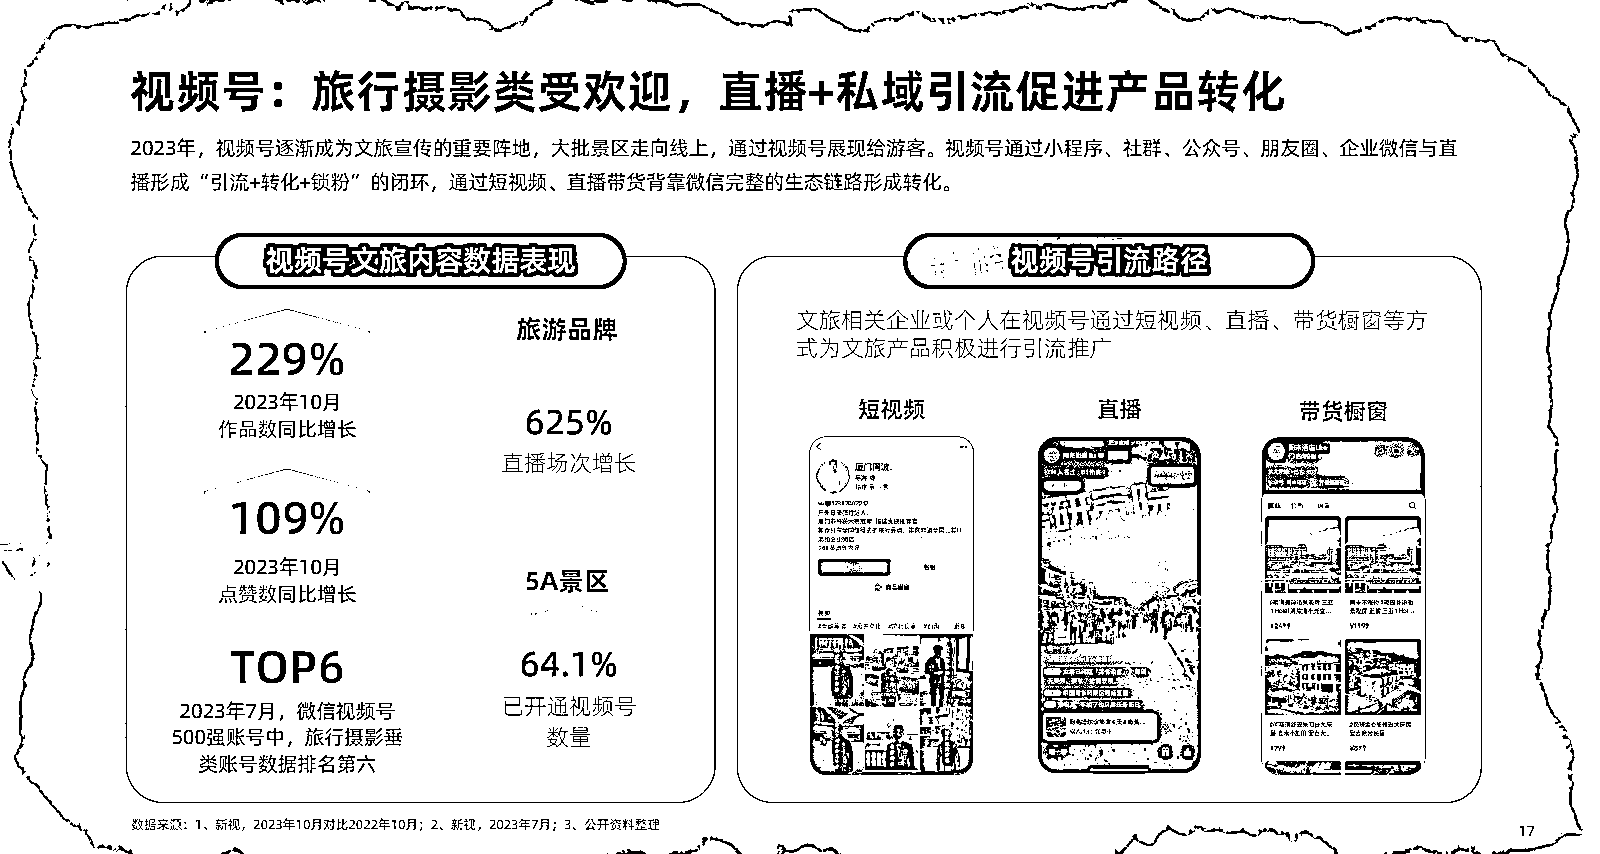 视频号：旅行摄影类受欢迎，直播+私域引流促进产品转化
2023年，视频号逐渐成为文旅宣传的重要阵地，大批景区走向线上，通过视频号展现给游客。视频号通过小程序、社群、公众号、朋友圈、企业微信与直
播形成“引流+转化+锁粉”的闭环，通过短视频、直播带货背靠微信完整的生态链路形成转化。
视频号文旅内容数据表现
229%
2023年10月
作品数同比增长
109%
2023年10月
点赞数同比增长
TOP6
2023年7月，微信视频号
500强账号中，旅行摄影垂
类账号数据排名第六
旅游品牌
625%
直播场次增长
5A景区
64.1%
已开通视频号
数量
视频号引流路径
文旅相关企业或个人在视频号通过短视频、直播、带货橱窗等方
式为文旅产品积极进行引流推广
短视频
直播
带货橱窗
数据来源：1、新视，2023年10月对比2022年10月；2、新视，2023年7月；3、公开资料整理
17